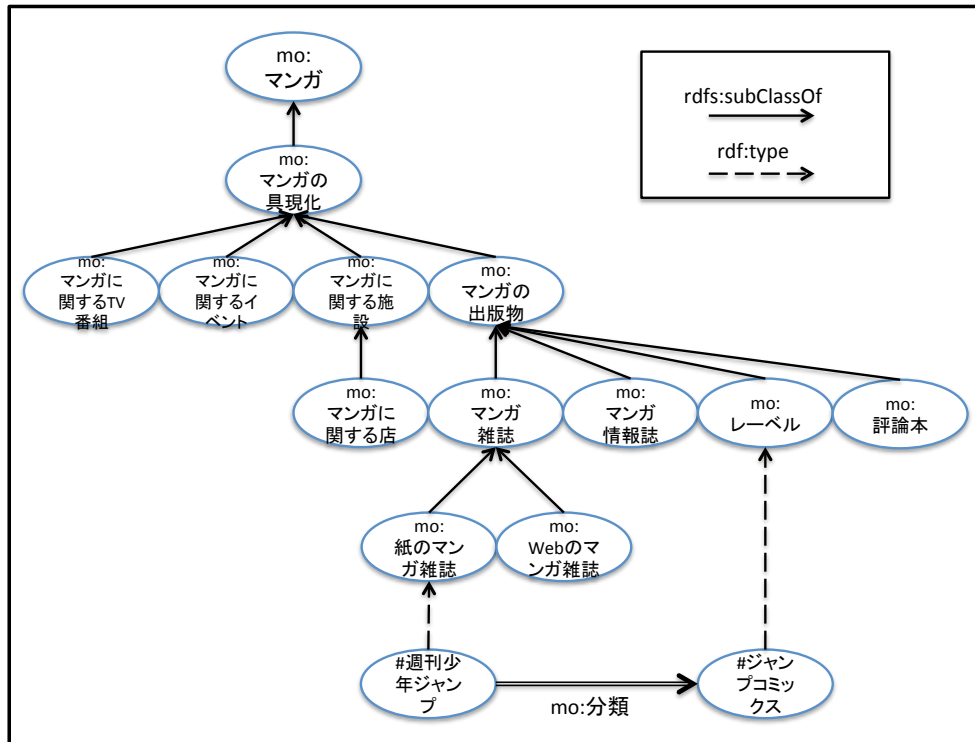 mo:
マンガ
rdfs:subClassOf
rdf:type
mo:
マンガの
具現化
mo:
マンガに
関するTV
番組
mo:
マンガに
関するイ
ベント
mo:
マンガに
関する施
設
mo:
マンガの
出版物
mo:
マンガに
関する店
mo:
マンガ
雑誌
mo:
マンガ
情報誌
mo:
レーベル
mo:
評論本
mo:
紙のマン
ガ雑誌
mo:
Webのマ
ンガ雑誌
#週刊少
年ジャン
プ
mo:分類
#ジャン
プコミッ
クス